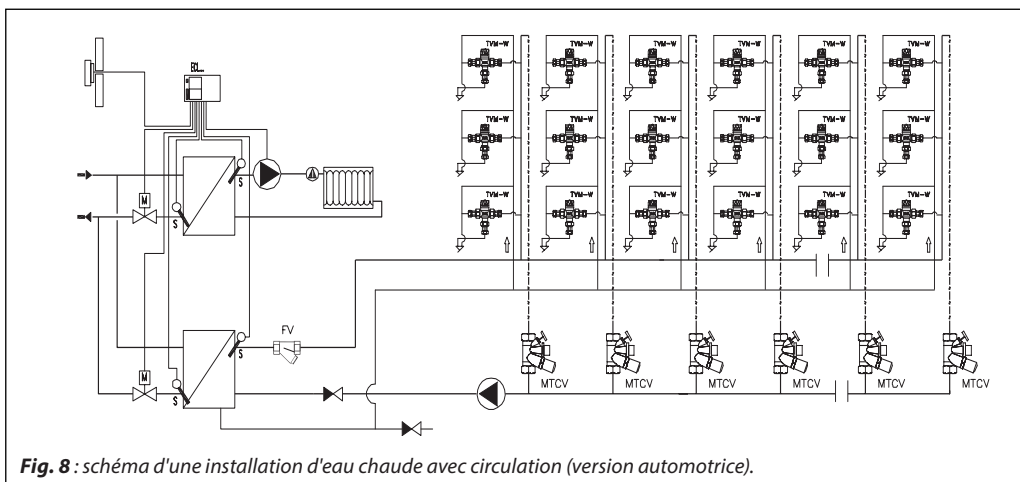 TVM-W TVM-W TVM-W TVM-W TVM-W TVM-W
ECL
TVM-W TVM-W TVM-W TVM-W TVM-W TVM-W
M
S
S
TVM-W TVM-W TVM-W TVM-W TVM-W TVM-W
FV
S
M
S
MTCV MTCV MTCV MTCV MTCV MTCV
Fig. 8 : schéma d'une installation d'eau chaude avec circulation (version automotrice).